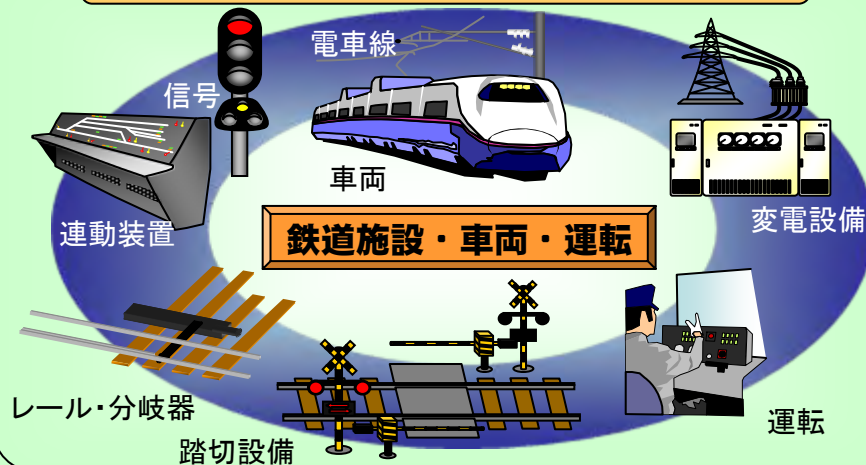 電車線
信号
車両
連動装置
変電設備
鉄道施設・車両・運転
レール・分岐器
踏切設備
運転